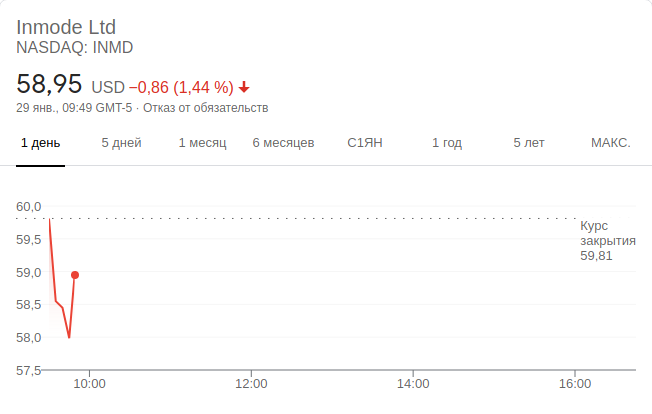 Inmode Ltd
NASDAQ: INMD
58,95 USD −0,86 (1,44 %)
29 янв., 09:49 GMT-5 · Отказ от обязательств
1 день 5 дней 1 месяц 6 месяцев С1ЯН 1 год 5 лет МАКС.
60,0
59,5
59,0
58,5
58,0
57,5
Курс
закрытия
59,81
10:00 12:00 14:00 16:00